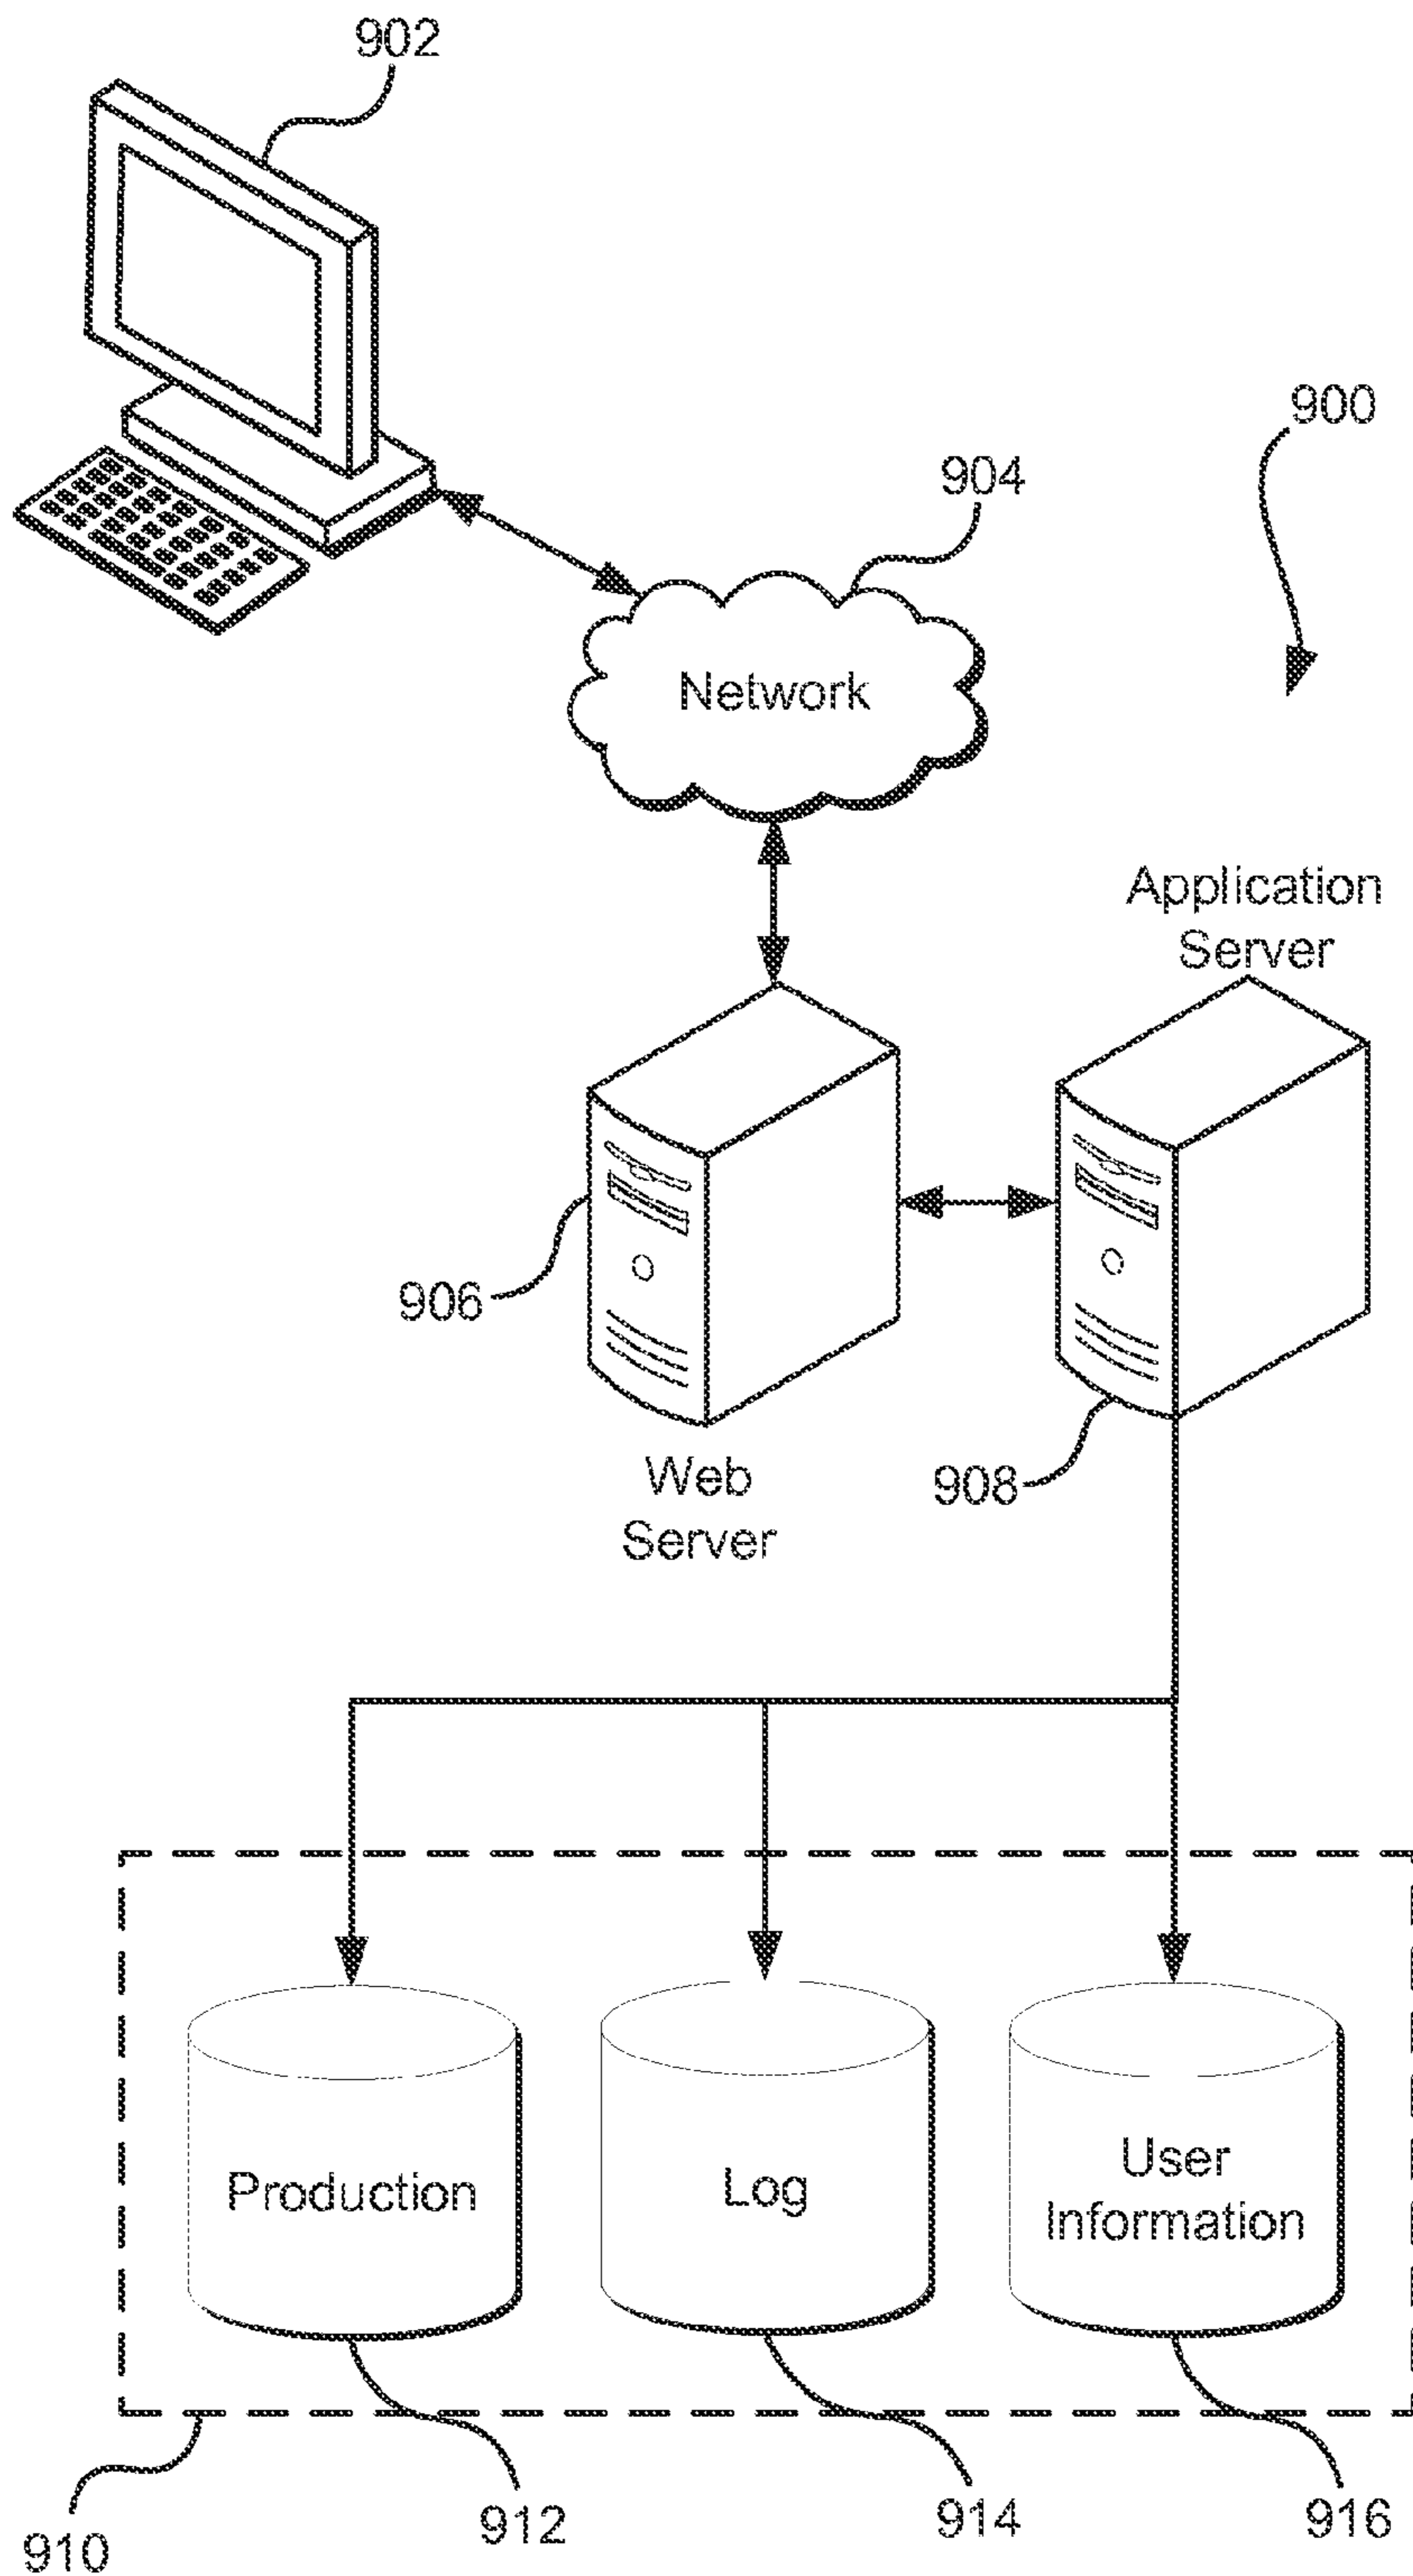 902
900
904
Network
Application
Server
906
908
Web
Server
Production
Log
User
Information
910
912
914
916